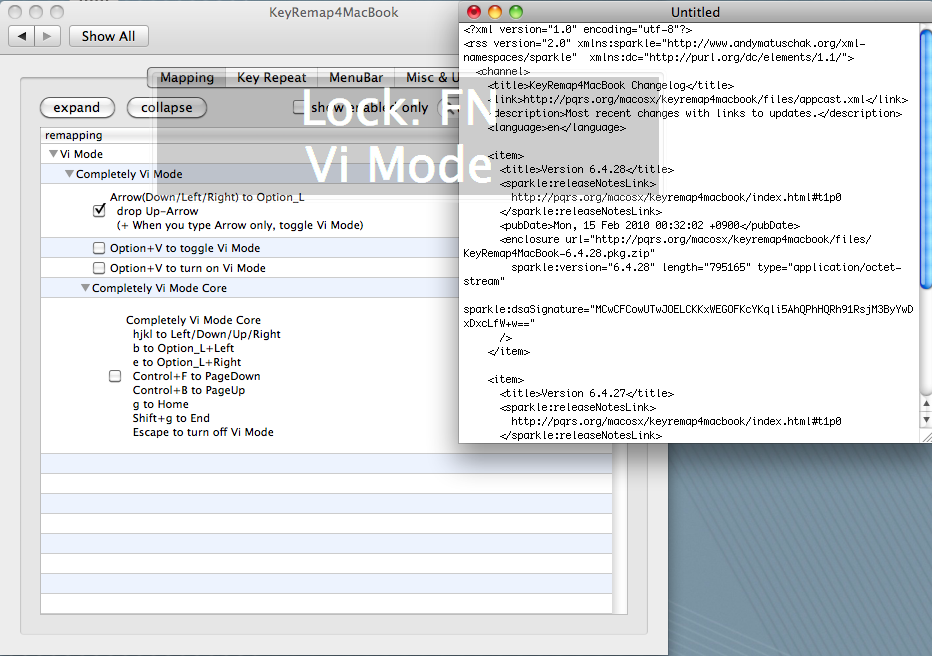 KeyRemap4MacBook
Show All
Mapping
Key Repeat
MenuBar
Misc & U
expand
collapse
show enabled only
remapping
Vi Mode
Completely Vi Mode
Arrow(Down/Left/Right) to Option_L
drop Up-Arrow
(+ When you type Arrow only, toggle Vi Mode)
Option+V to toggle Vi Mode
Option+V to turn on Vi Mode
Completely Vi Mode Core
Completely Vi Mode Core
hjkl to Left/Down/Up/Right
b to Option_L+Left
e to Option_L+Right
Control+F to PageDown
Control+B to PageUp
g to Home
Shift+g to End
Escape to turn off Vi Mode
Lock: FN
Vi Mode
Untitled
<?xml version="1.0" encoding="utf-8"?>
<rss version="2.0" xmlns:sparkle="http://www.andymatuschak.org/xml-
namespaces/sparkle"  xmlns:dc="http://purl.org/dc/elements/1.1/">
<channel>
<title>KeyRemap4MacBook Changelog</title>
<link>http://pqrs.org/macosx/keyremap4macbook/files/appcast.xml</link>
<description>Most recent changes with links to updates.</description>
<language>en</language>
<item>
<title>Version 6.4.28</title>
<sparkle:releaseNotesLink>
http://pqrs.org/macosx/keyremap4macbook/index.html#t1p0
</sparkle:releaseNotesLink>
<pubDate>Mon, 15 Feb 2010 00:32:02 +0900</pubDate>
<enclosure url="http://pqrs.org/macosx/keyremap4macbook/files/
KeyRemap4MacBook-6.4.28.pkg.zip"
sparkle:version="6.4.28" length="795165" type="application/octet-
stream"
sparkle:dsaSignature="MCwCFCowUTwJOELCKKxWEGOFKcYKqli5AhQPhHQRh91RsjM3ByYwD
xDxcLfW+w=="
/>
</item>
<item>
<title>Version 6.4.27</title>
<sparkle:releaseNotesLink>
http://pqrs.org/macosx/keyremap4macbook/index.html#t1p0
</sparkle:releaseNotesLink>